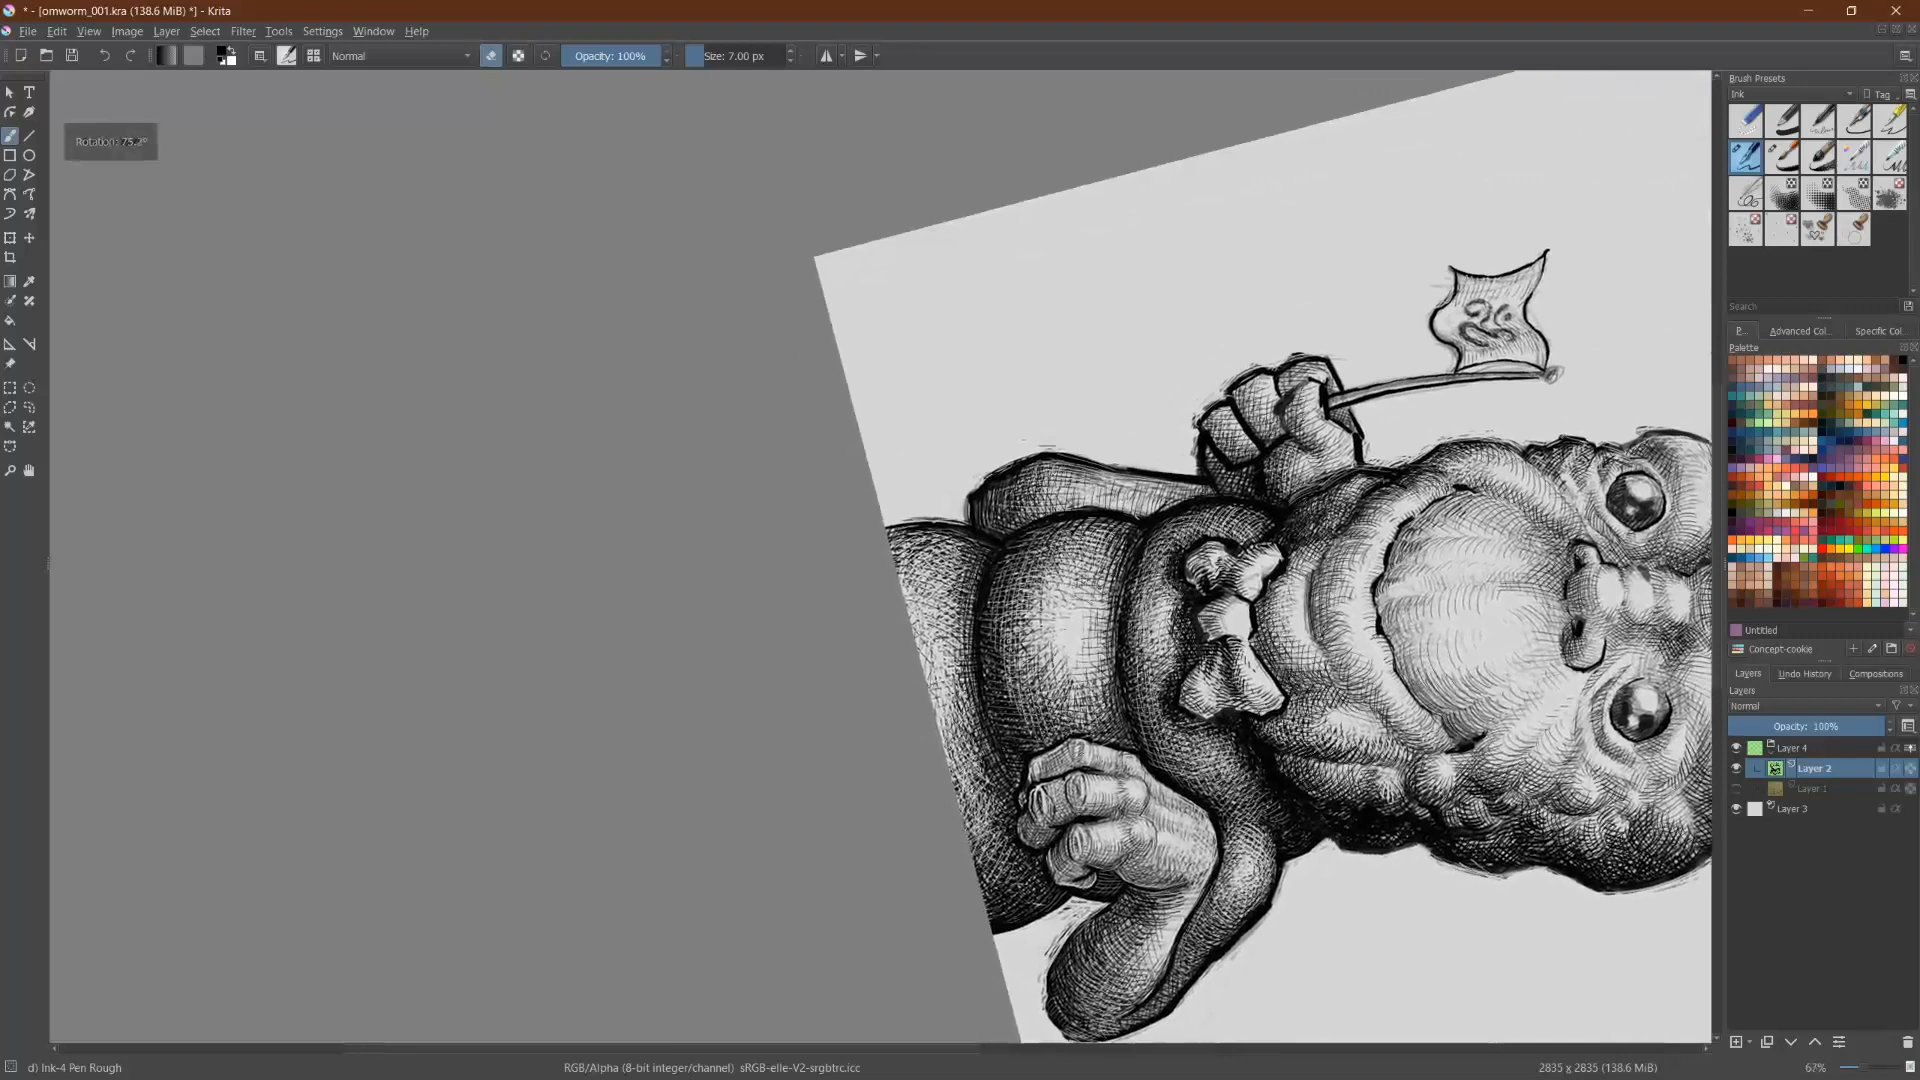 * - [omworm_001.kra (138.6 MiB) *] - Krita
File Edit View Image Layer Select Filter Tools Settings Window Help
Normal Opacity: 100% Size: 7.00 px
Rotation: 75.2°
Brush Presets
Ink Tag
Search
P... Advanced Col... Specific Col...
Palette
Untitled
Concept-cookie
Layers Undo History Compositions
Layers
Normal
Opacity: 100%
Layer 4
Layer 2
Layer 1
Layer 3
d) Ink-4 Pen Rough RGB/Alpha (8-bit integer/channel) sRGB-elle-V2-srgbtrc.icc 2835 x 2835 (138.6 MiB) 67%